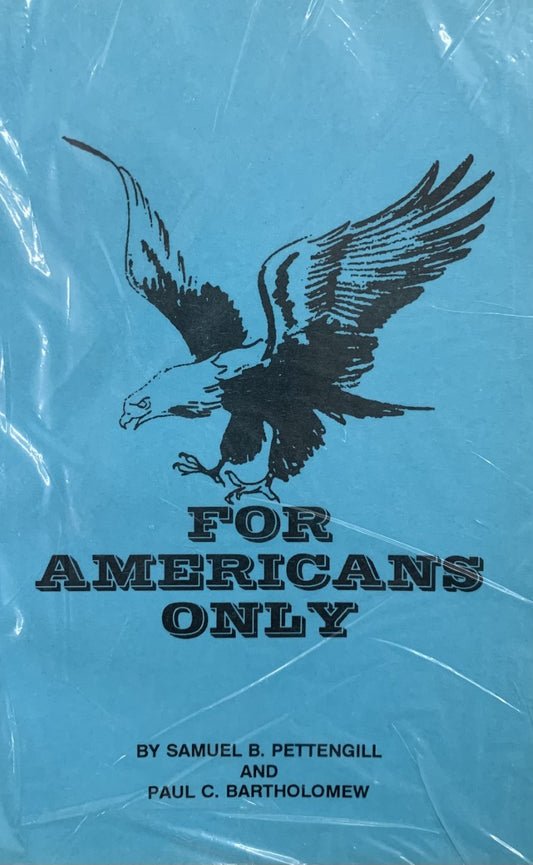 FOR
AMERICANS
ONLY
BY SAMUEL B. PETTENGILL
AND
PAUL C. BARTHOLOMEW